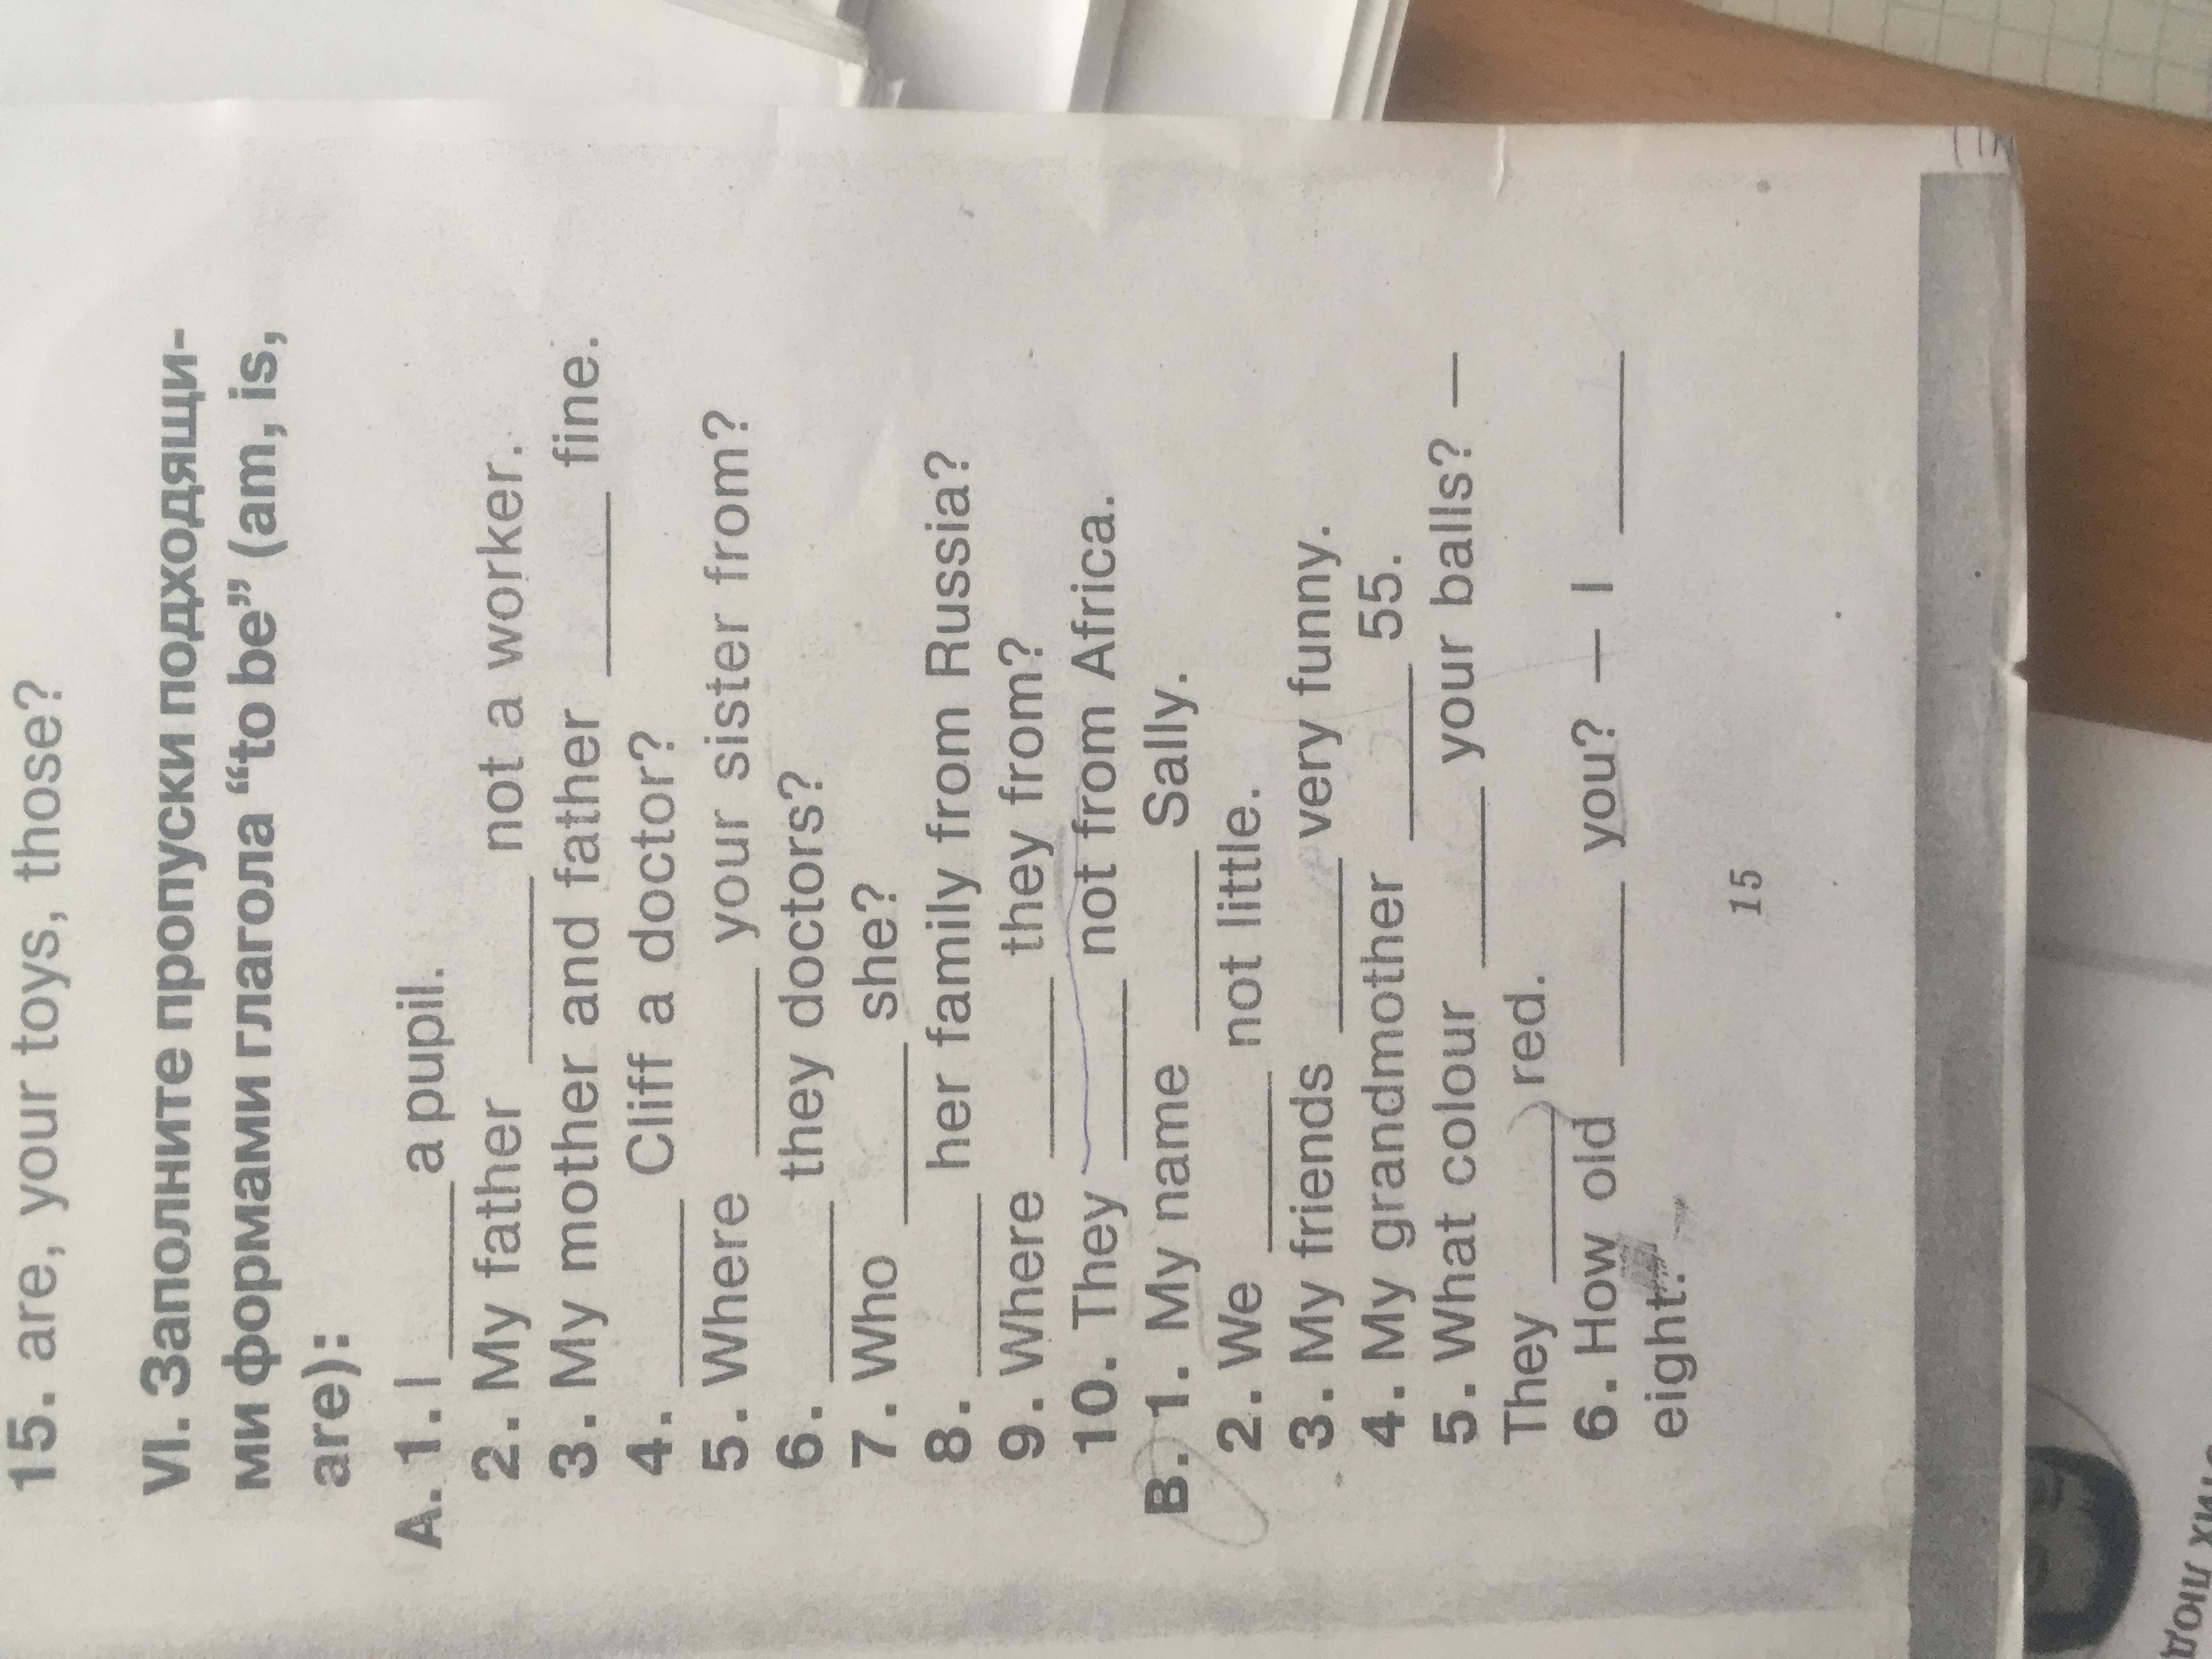 15. are, your toys, those?
VI. Заполните пропуски подходящи-
ми формами глагола “to be” (am, is,
are):
A. 1. I ____ a pupil.
2. My father ____ not a worker.
3. My mother and father ____ fine.
4. ____ Cliff a doctor?
5. Where ____ your sister from?
6. ____ they doctors?
7. Who ____ she?
8. ____ her family from Russia?
9. Where ____ they from?
10. They ____ not from Africa.
B. 1. My name ____ Sally.
2. We ____ not little.
3. My friends ____ very funny.
4. My grandmother ____ 55.
5. What colour ____ your balls? —
They ____ red.
6. How old ____ you? — I ____
eight.
15